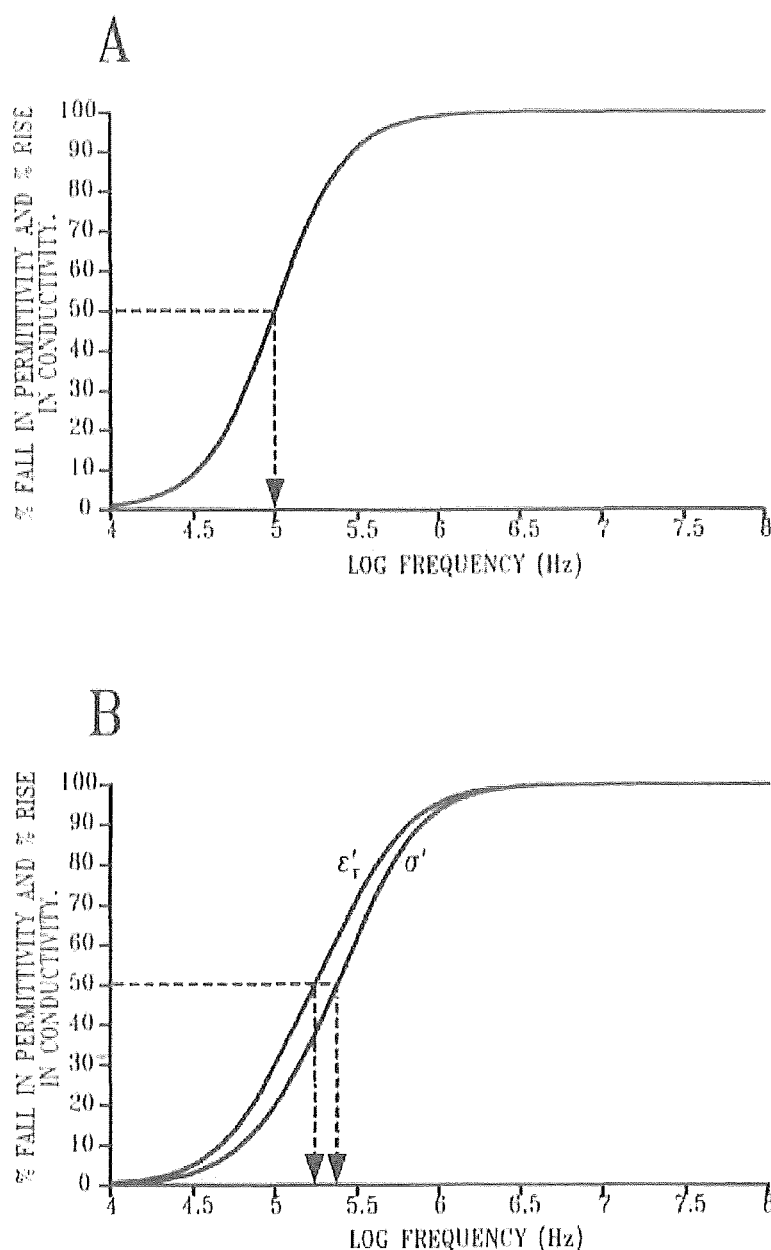 A
% FALL IN PERMITTIVITY AND % RISE
IN CONDUCTIVITY.
100
90
80
70
60
50
40
30
20
10
0
4 4.5 5 5.5 6 6.5 7 7.5 8
LOG FREQUENCY (Hz)
B
% FALL IN PERMITTIVITY AND % RISE
IN CONDUCTIVITY.
100
90
80
70
60
50
40
30
20
10
0
ε'r σ'
4 4.5 5 5.5 6 6.5 7 7.5 8
LOG FREQUENCY (Hz)